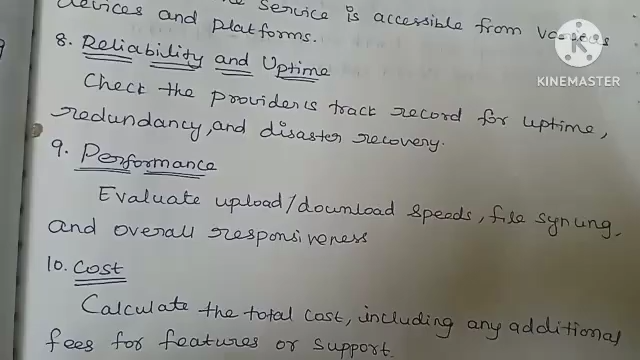 Service is accessible from various
devices and platforms.
8. Reliability and Uptime
Check the provider's track record for uptime,
redundancy, and disaster recovery.
9. Performance
Evaluate upload/download speeds, file synung,
and overall responsiveness
10. Cost
Calculate the total cost, including any additional
fees for features or support.
KINEMASTER